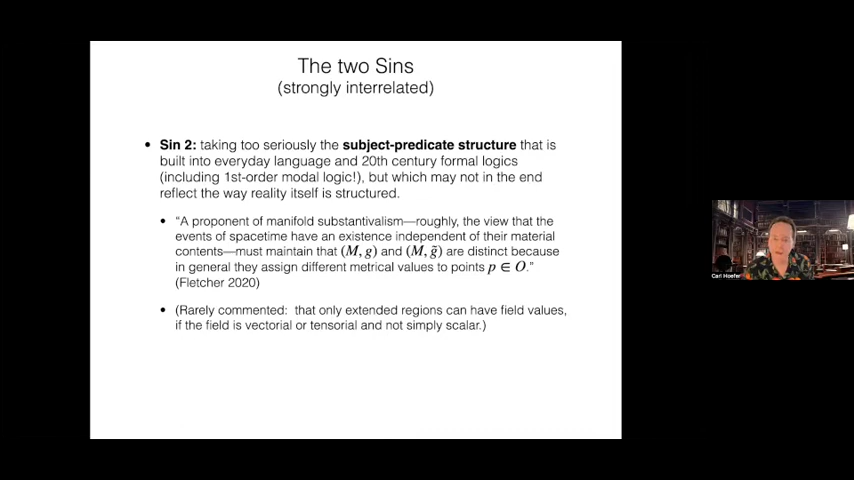 The two Sins
(strongly interrelated)
• Sin 2: taking too seriously the subject-predicate structure that is
built into everyday language and 20th century formal logics
(including 1st-order modal logic!), but which may not in the end
reflect the way reality itself is structured.
• “A proponent of manifold substantivalism—roughly, the view that the
events of spacetime have an existence independent of their material
contents—must maintain that (M, g) and (M, g̃) are distinct because
in general they assign different metrical values to points p ∈ O.”
(Fletcher 2020)
• (Rarely commented: that only extended regions can have field values,
if the field is vectorial or tensorial and not simply scalar.)
Carl Hoefer